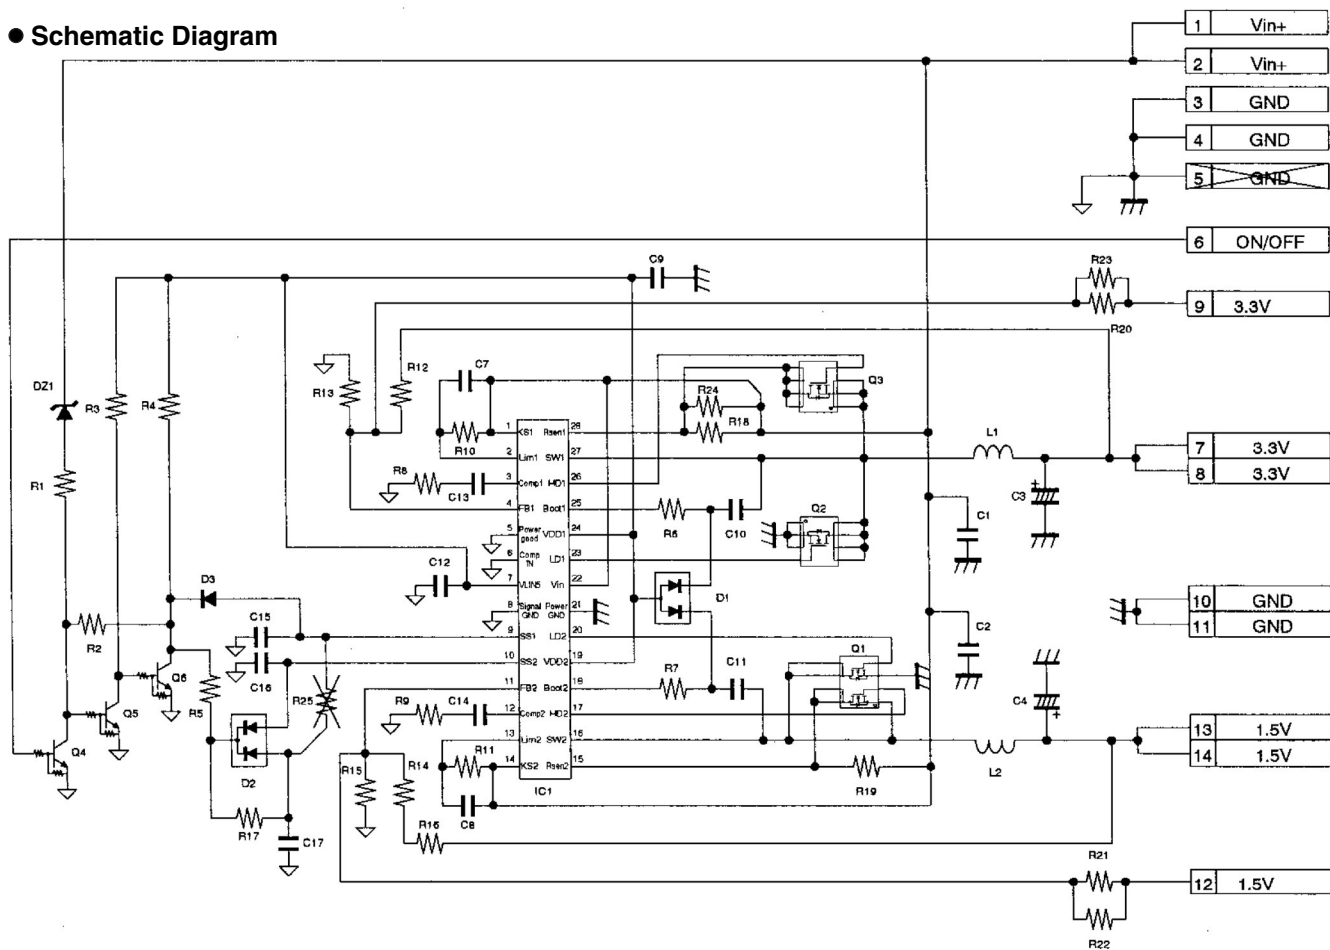 ● Schematic Diagram
1 Vin+
2 Vin+
3 GND
4 GND
5 GND
6 ON/OFF
C9
R23
9 3.3V
R20
R12
C7
DZ1
R13
R24
Q3
R3
R4
1 KS1 Rsen1 28
R18
L1
R10
2 Lim1 SW1 27
7 3.3V
8 3.3V
R1
R8
C13
3 Comp1 HD1 26
C3
4 FB1 Boot1 25
Q2
C1
R6
C10
5 Power good VDD1 24
6 Comp IN LD1 23
C12
7 VLIN5 Vin 22
D3
D1
10 GND
11 GND
8 Signal GND Power GND 21
C15
9 SS1 LD2 20
C2
R2
Q1
10 SS2 VDD2 19
C16
R7
C11
Q6
R25
11 FB2 Boot2 18
C4
R5
R9
C14
12 Comp2 HD2 17
Q5
13 1.5V
14 1.5V
13 Lim2 SW2 16
Q4
R11
R15
R14
14 KS2 Rsen2 15
L2
D2
IC1
R19
C8
R17
C17
R16
R21
12 1.5V
R22